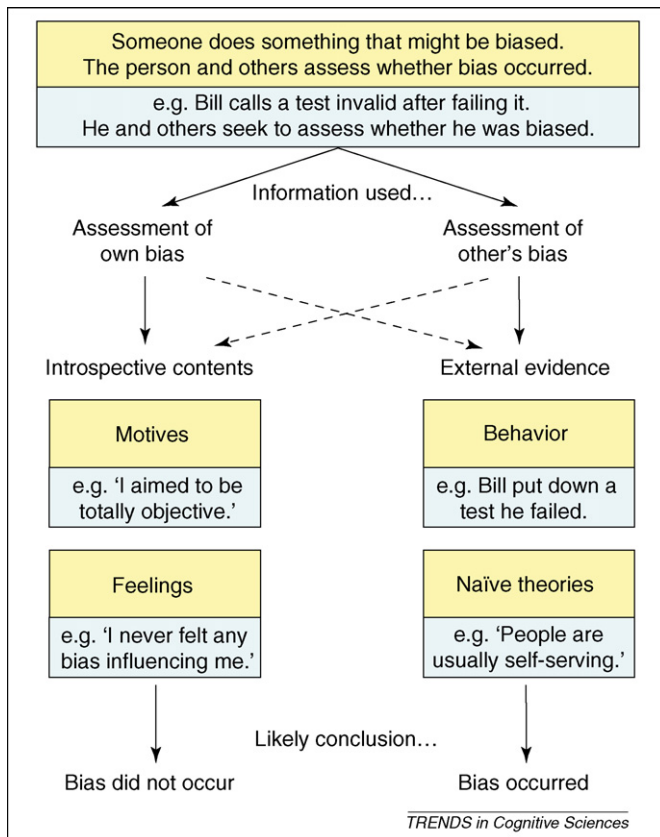 Someone does something that might be biased.
The person and others assess whether bias occurred.
e.g. Bill calls a test invalid after failing it.
He and others seek to assess whether he was biased.
Information used…
Assessment of
own bias
Assessment of
other's bias
Introspective contents
External evidence
Motives
e.g. ‘I aimed to be
totally objective.’
Behavior
e.g. Bill put down a
test he failed.
Feelings
e.g. ‘I never felt any
bias influencing me.’
Naïve theories
e.g. ‘People are
usually self-serving.’
Likely conclusion…
Bias did not occur
Bias occurred
TRENDS in Cognitive Sciences